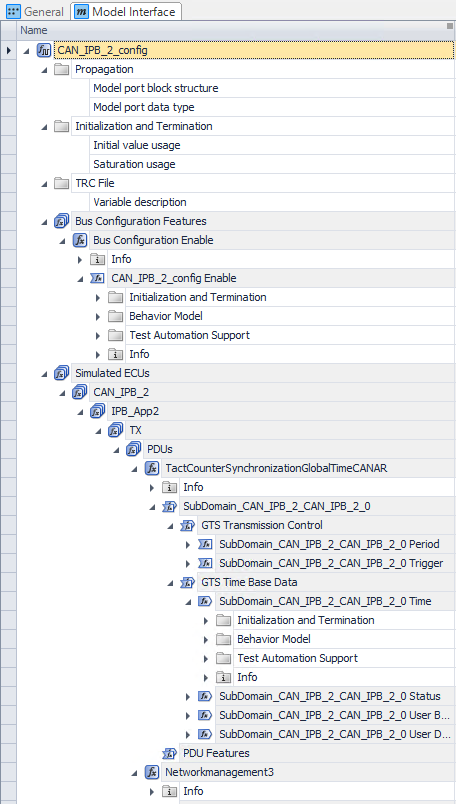 General
Model Interface
Name
CAN_IPB_2_config
Propagation
Model port block structure
Model port data type
Initialization and Termination
Initial value usage
Saturation usage
TRC File
Variable description
Bus Configuration Features
Bus Configuration Enable
Info
CAN_IPB_2_config Enable
Initialization and Termination
Behavior Model
Test Automation Support
Info
Simulated ECUs
CAN_IPB_2
IPB_App2
TX
PDUs
TactCounterSynchronizationGlobalTimeCANAR
Info
SubDomain_CAN_IPB_2_CAN_IPB_2_0
GTS Transmission Control
SubDomain_CAN_IPB_2_CAN_IPB_2_0 Period
SubDomain_CAN_IPB_2_CAN_IPB_2_0 Trigger
GTS Time Base Data
SubDomain_CAN_IPB_2_CAN_IPB_2_0 Time
Initialization and Termination
Behavior Model
Test Automation Support
Info
SubDomain_CAN_IPB_2_CAN_IPB_2_0 Status
SubDomain_CAN_IPB_2_CAN_IPB_2_0 User B...
SubDomain_CAN_IPB_2_CAN_IPB_2_0 User D...
PDU Features
Networkmanagement3
Info